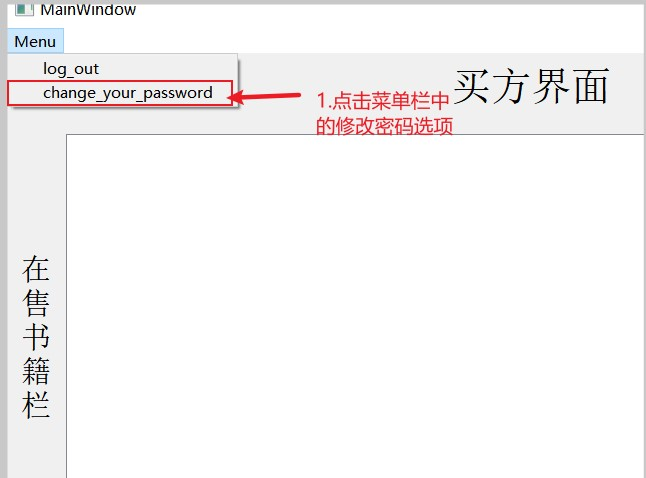 MainWindow
Menu
log_out
change_your_password
1.点击菜单栏中
的修改密码选项
买方界面
在
售
书
籍
栏